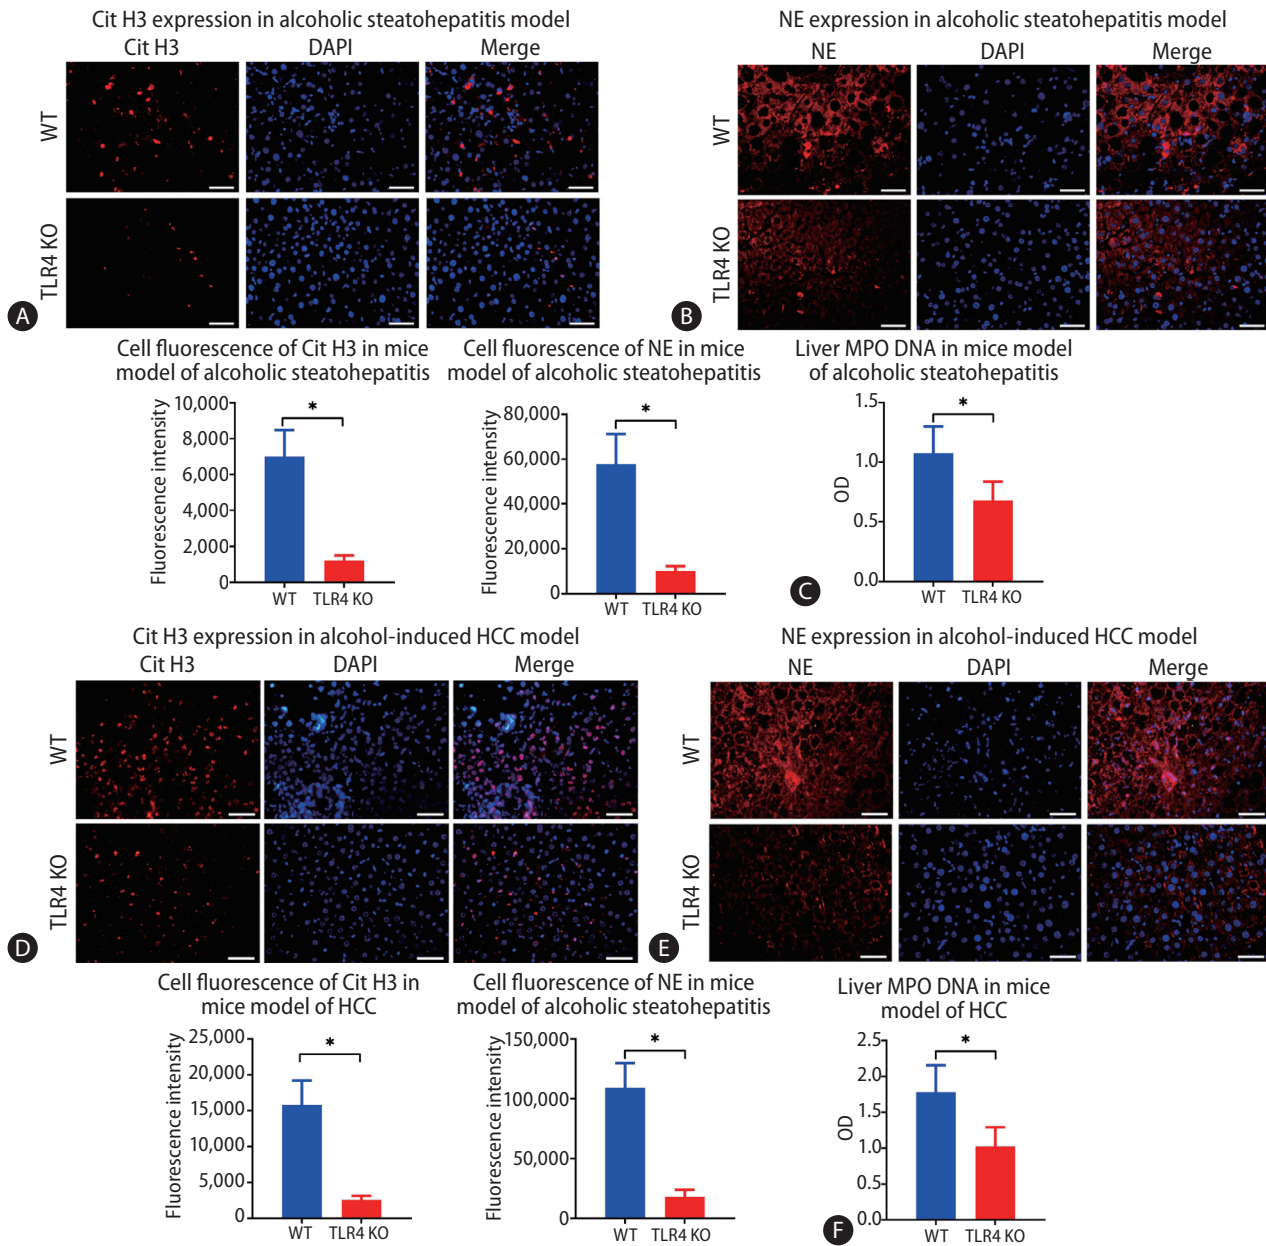 Cit H3 expression in alcoholic steatohepatitis model
Cit H3 DAPI Merge
WT
TLR4 KO
A
NE expression in alcoholic steatohepatitis model
NE DAPI Merge
WT
TLR4 KO
B
Cell fluorescence of Cit H3 in mice
model of alcoholic steatohepatitis
Fluorescence intensity
10,000
8,000
6,000
4,000
2,000
0
*
WT TLR4 KO
Cell fluorescence of NE in mice
model of alcoholic steatohepatitis
Fluorescence intensity
80,000
60,000
40,000
20,000
0
*
WT TLR4 KO
Liver MPO DNA in mice model
of alcoholic steatohepatitis
OD
1.5
1.0
0.5
0.0
*
WT TLR4 KO
C
Cit H3 expression in alcohol-induced HCC model
Cit H3 DAPI Merge
WT
TLR4 KO
D
NE expression in alcohol-induced HCC model
NE DAPI Merge
WT
TLR4 KO
E
Cell fluorescence of Cit H3 in
mice model of HCC
Fluorescence intensity
25,000
20,000
15,000
10,000
5,000
0
*
WT TLR4 KO
Cell fluorescence of NE in mice
model of alcoholic steatohepatitis
Fluorescence intensity
150,000
100,000
50,000
0
*
WT TLR4 KO
Liver MPO DNA in mice
model of HCC
OD
2.5
2.0
1.5
1.0
0.5
0.0
*
WT TLR4 KO
F